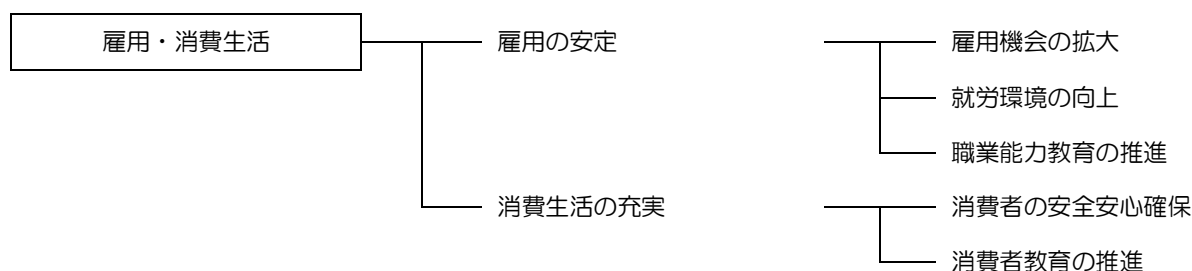 雇用・消費生活
雇用の安定
雇用機会の拡大
就労環境の向上
職業能力教育の推進
消費生活の充実
消費者の安全安心確保
消費者教育の推進